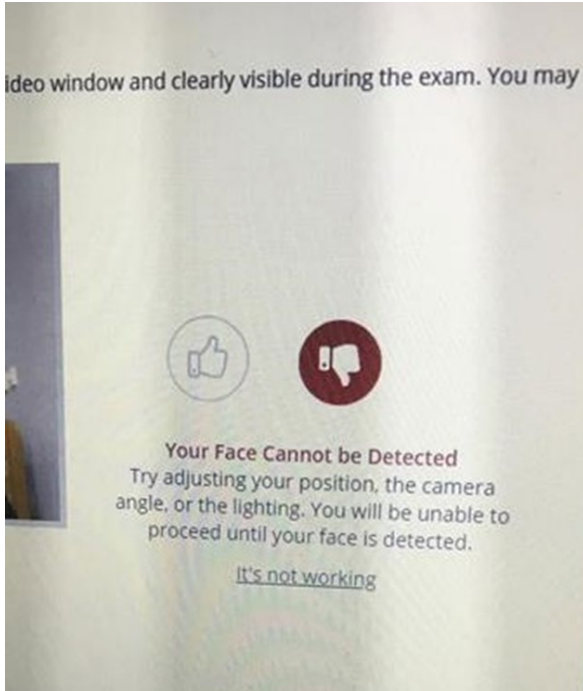 ideo window and clearly visible during the exam. You may
Your Face Cannot be Detected
Try adjusting your position, the camera
angle, or the lighting. You will be unable to
proceed until your face is detected.
It's not working